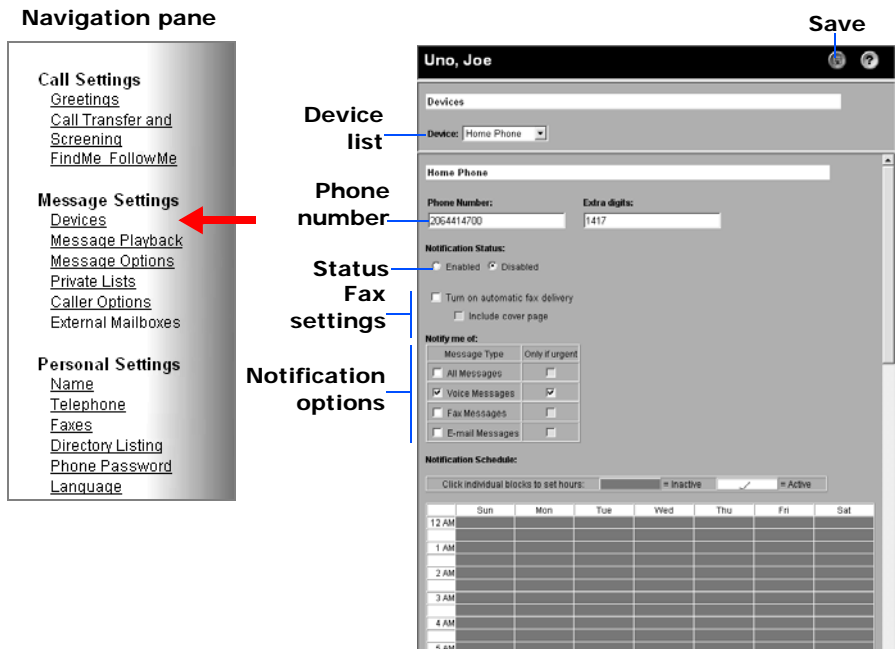 Navigation pane
Call Settings
Greetings
Call Transfer and
Screening
FindMe FollowMe
Message Settings
Devices
Message Playback
Message Options
Private Lists
Caller Options
External Mailboxes
Personal Settings
Name
Telephone
Faxes
Directory Listing
Phone Password
Language
Save
Uno, Joe
?
Devices
Device
list
Device: Home Phone
Home Phone
Phone
number
Phone Number: Extra digits:
2064414700 1417
Notification Status:
Status
Enabled Disabled
Fax
settings
Turn on automatic fax delivery
Include cover page
Notify me of:
Notification
options
Message Type Only if urgent
All Messages
Voice Messages
Fax Messages
E-mail Messages
Notification Schedule:
Click individual blocks to set hours: = Inactive = Active
Sun Mon Tue Wed Thu Fri Sat
12 AM
1 AM
2 AM
3 AM
4 AM
5 AM